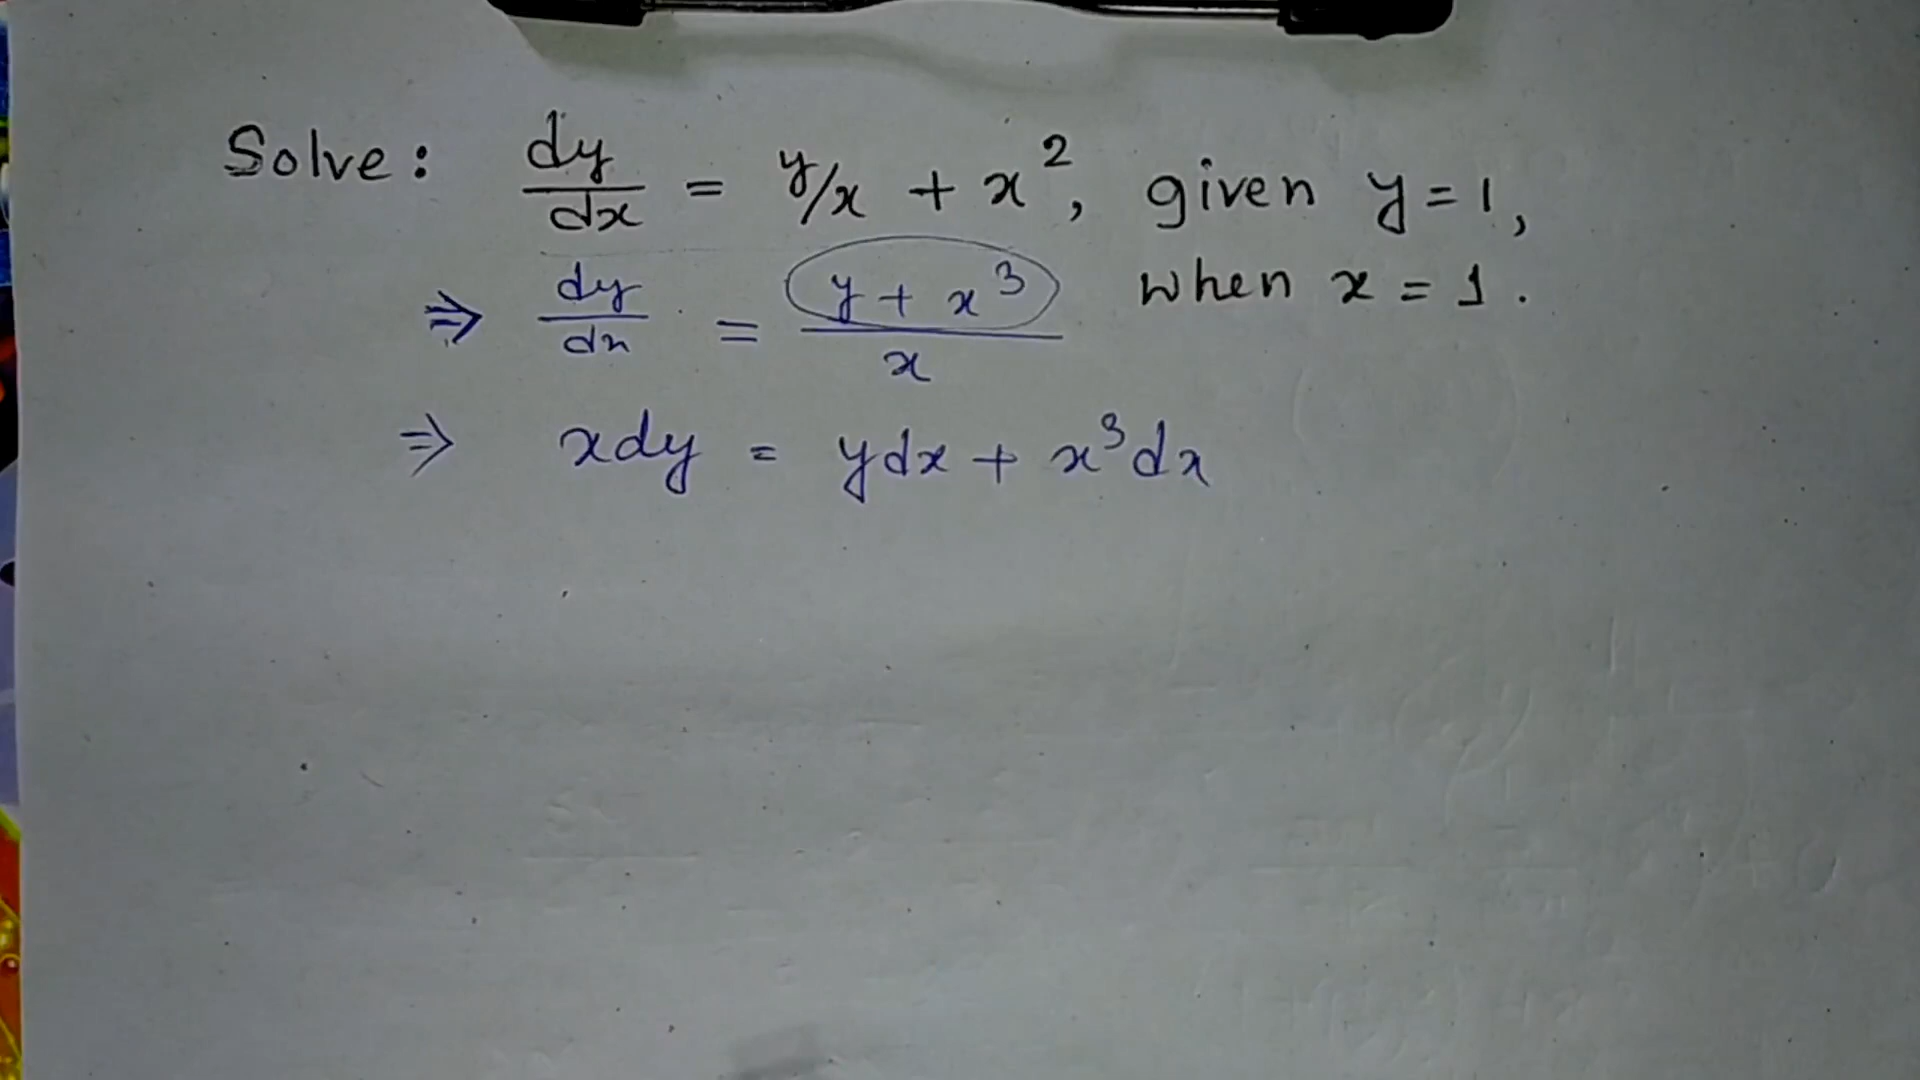 Solve: dy/dx = y/x + x², given y=1,
when x = 1.
⇒ dy/dx = (y + x³)/x
⇒ xdy = ydx + x³dx